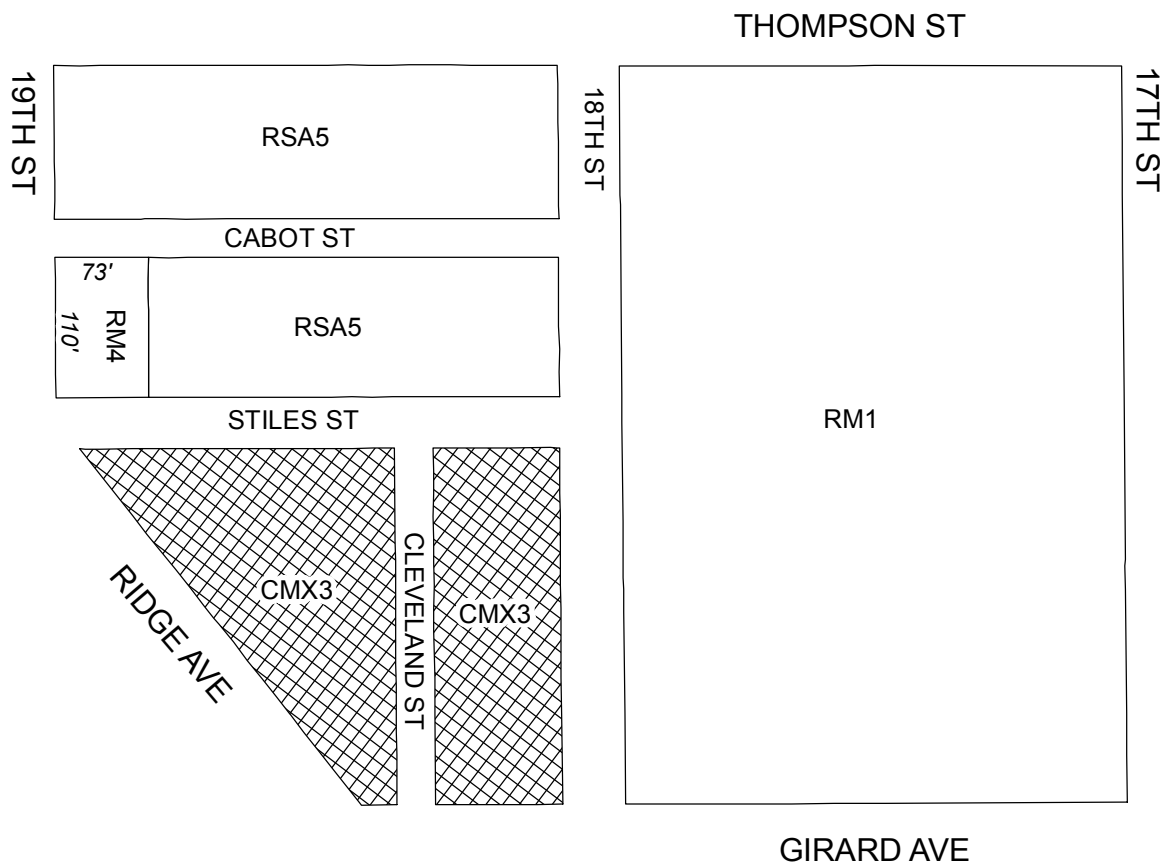 THOMPSON ST
19TH ST
RSA5
18TH ST
17TH ST
CABOT ST
73'
110'
RM4
RSA5
STILES ST
RM1
RIDGE AVE
CMX3
CLEVELAND ST
CMX3
GIRARD AVE